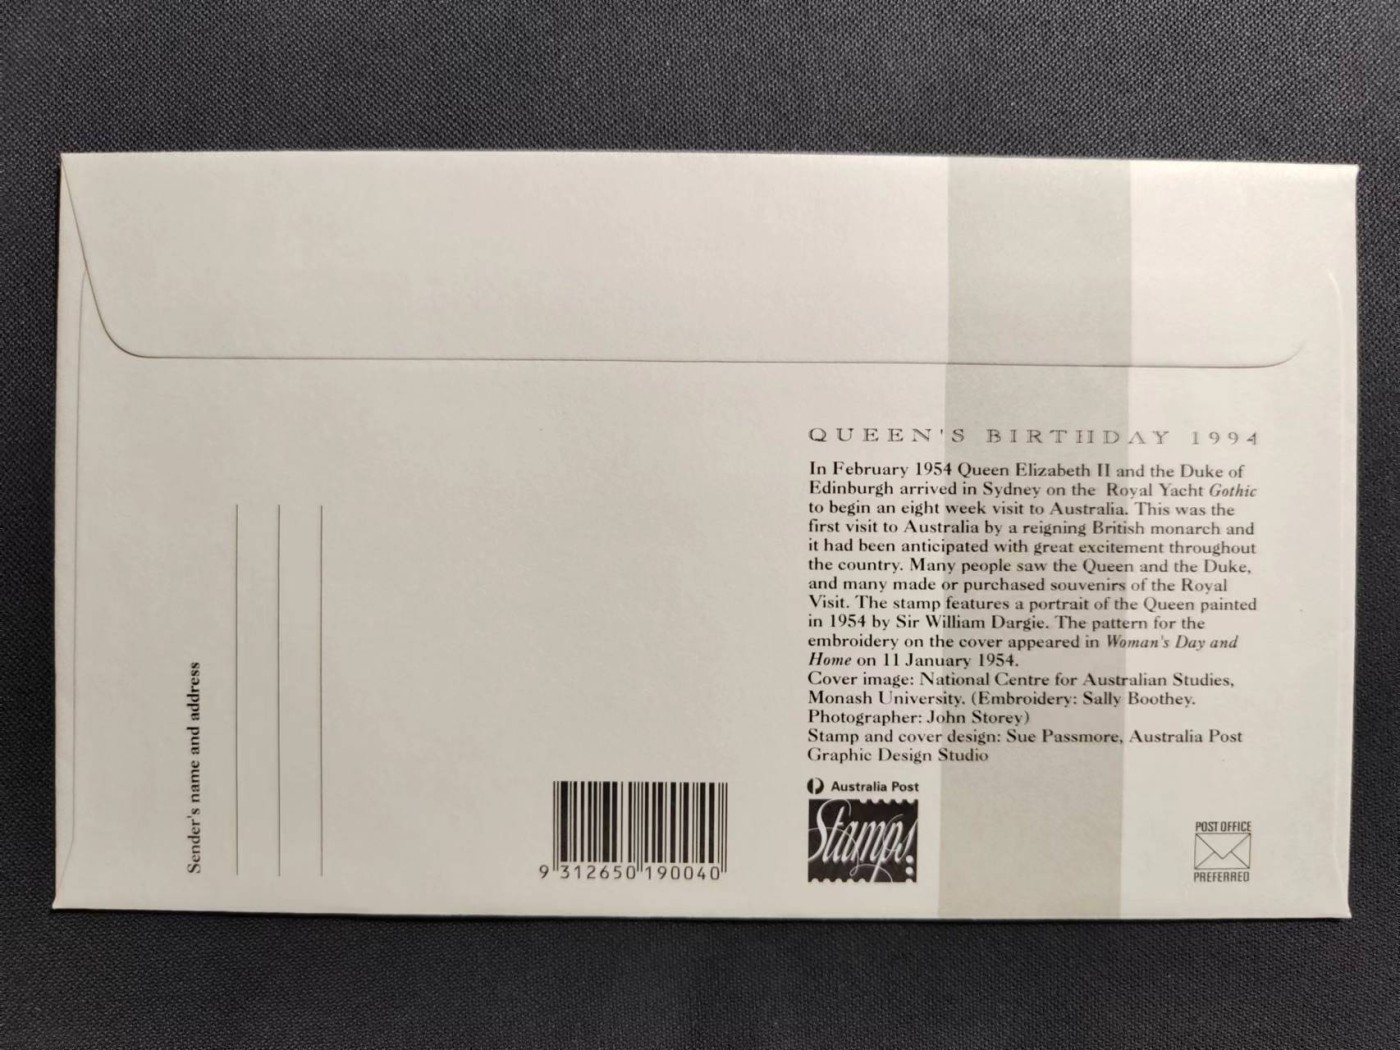 QUEEN'S BIRTHDAY 1994
In February 1954 Queen Elizabeth II and the Duke of
Edinburgh arrived in Sydney on the Royal Yacht Gothic
to begin an eight week visit to Australia. This was the
first visit to Australia by a reigning British monarch and
it had been anticipated with great excitement throughout
the country. Many people saw the Queen and the Duke,
and many made or purchased souvenirs of the Royal
Visit. The stamp features a portrait of the Queen painted
in 1954 by Sir William Dargie. The pattern for the
embroidery on the cover appeared in Woman's Day and
Home on 11 January 1954.
Cover image: National Centre for Australian Studies,
Monash University. (Embroidery: Sally Boothey.
Photographer: John Storey)
Stamp and cover design: Sue Passmore, Australia Post
Graphic Design Studio
Australia Post
Stamps!
POST OFFICE
PREFERRED
9 312650 190040
Sender's name and address